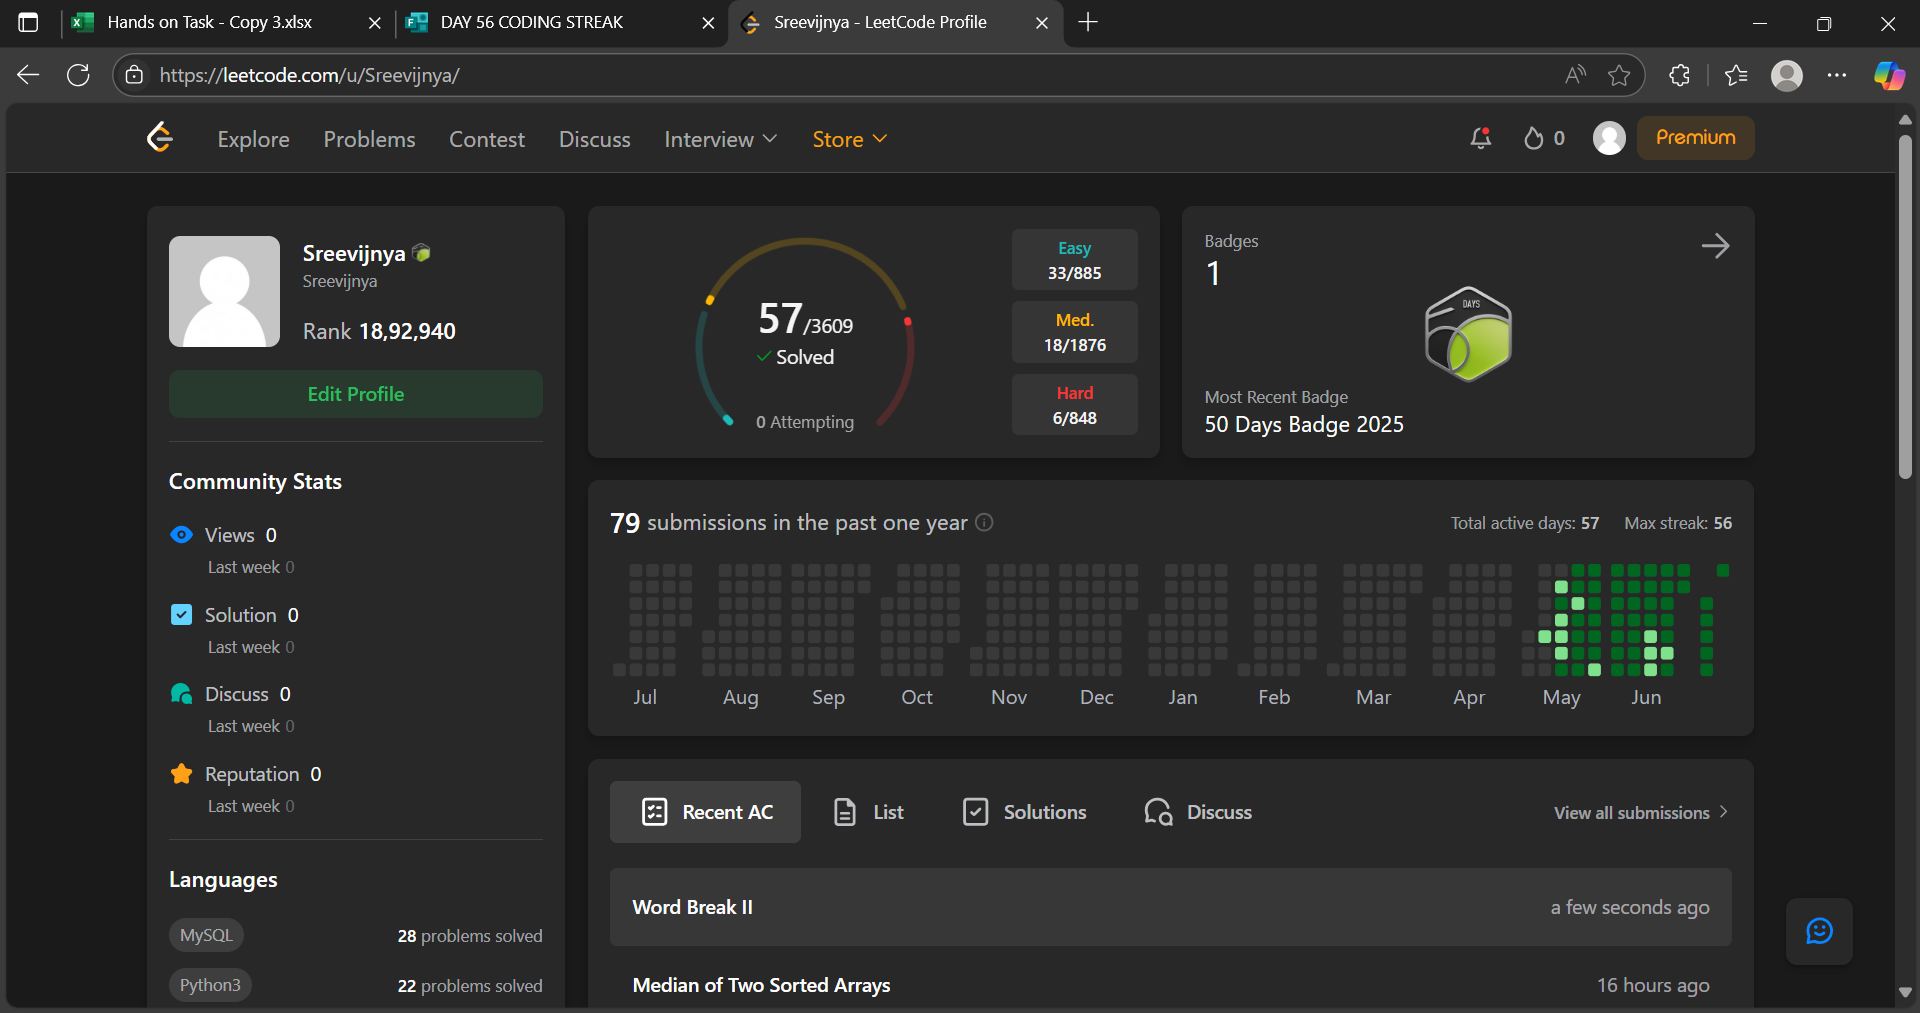 Hands on Task - Copy 3.xlsx
DAY 56 CODING STREAK
Sreevijnya - LeetCode Profile
https://leetcode.com/u/Sreevijnya/
Explore Problems Contest Discuss Interview Store 0 Premium
Sreevijnya
Sreevijnya
Rank 18,92,940
Edit Profile
Community Stats
Views 0
Last week 0
Solution 0
Last week 0
Discuss 0
Last week 0
Reputation 0
Last week 0
Languages
MySQL 28 problems solved
Python3 22 problems solved
57/3609
Solved
0 Attempting
Easy
33/885
Med.
18/1876
Hard
6/848
Badges
1
DAYS
Most Recent Badge
50 Days Badge 2025
79 submissions in the past one year
Total active days: 57 Max streak: 56
Jul Aug Sep Oct Nov Dec Jan Feb Mar Apr May Jun
Recent AC List Solutions Discuss View all submissions
Word Break II a few seconds ago
Median of Two Sorted Arrays 16 hours ago